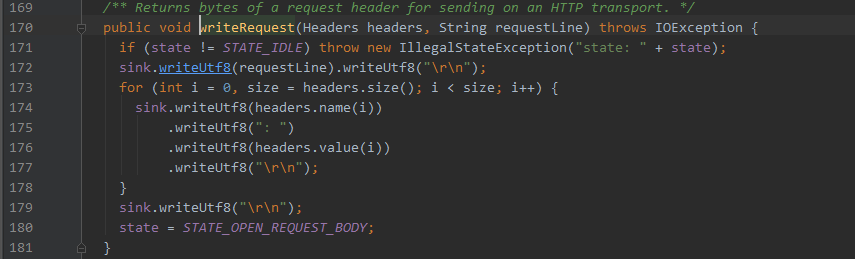 169 /** Returns bytes of a request header for sending on an HTTP transport. */
170 public void writeRequest(Headers headers, String requestLine) throws IOException {
171 if (state != STATE_IDLE) throw new IllegalStateException("state: " + state);
172 sink.writeUtf8(requestLine).writeUtf8("\r\n");
173 for (int i = 0, size = headers.size(); i < size; i++) {
174 sink.writeUtf8(headers.name(i))
175 .writeUtf8(": ")
176 .writeUtf8(headers.value(i))
177 .writeUtf8("\r\n");
178 }
179 sink.writeUtf8("\r\n");
180 state = STATE_OPEN_REQUEST_BODY;
181 }